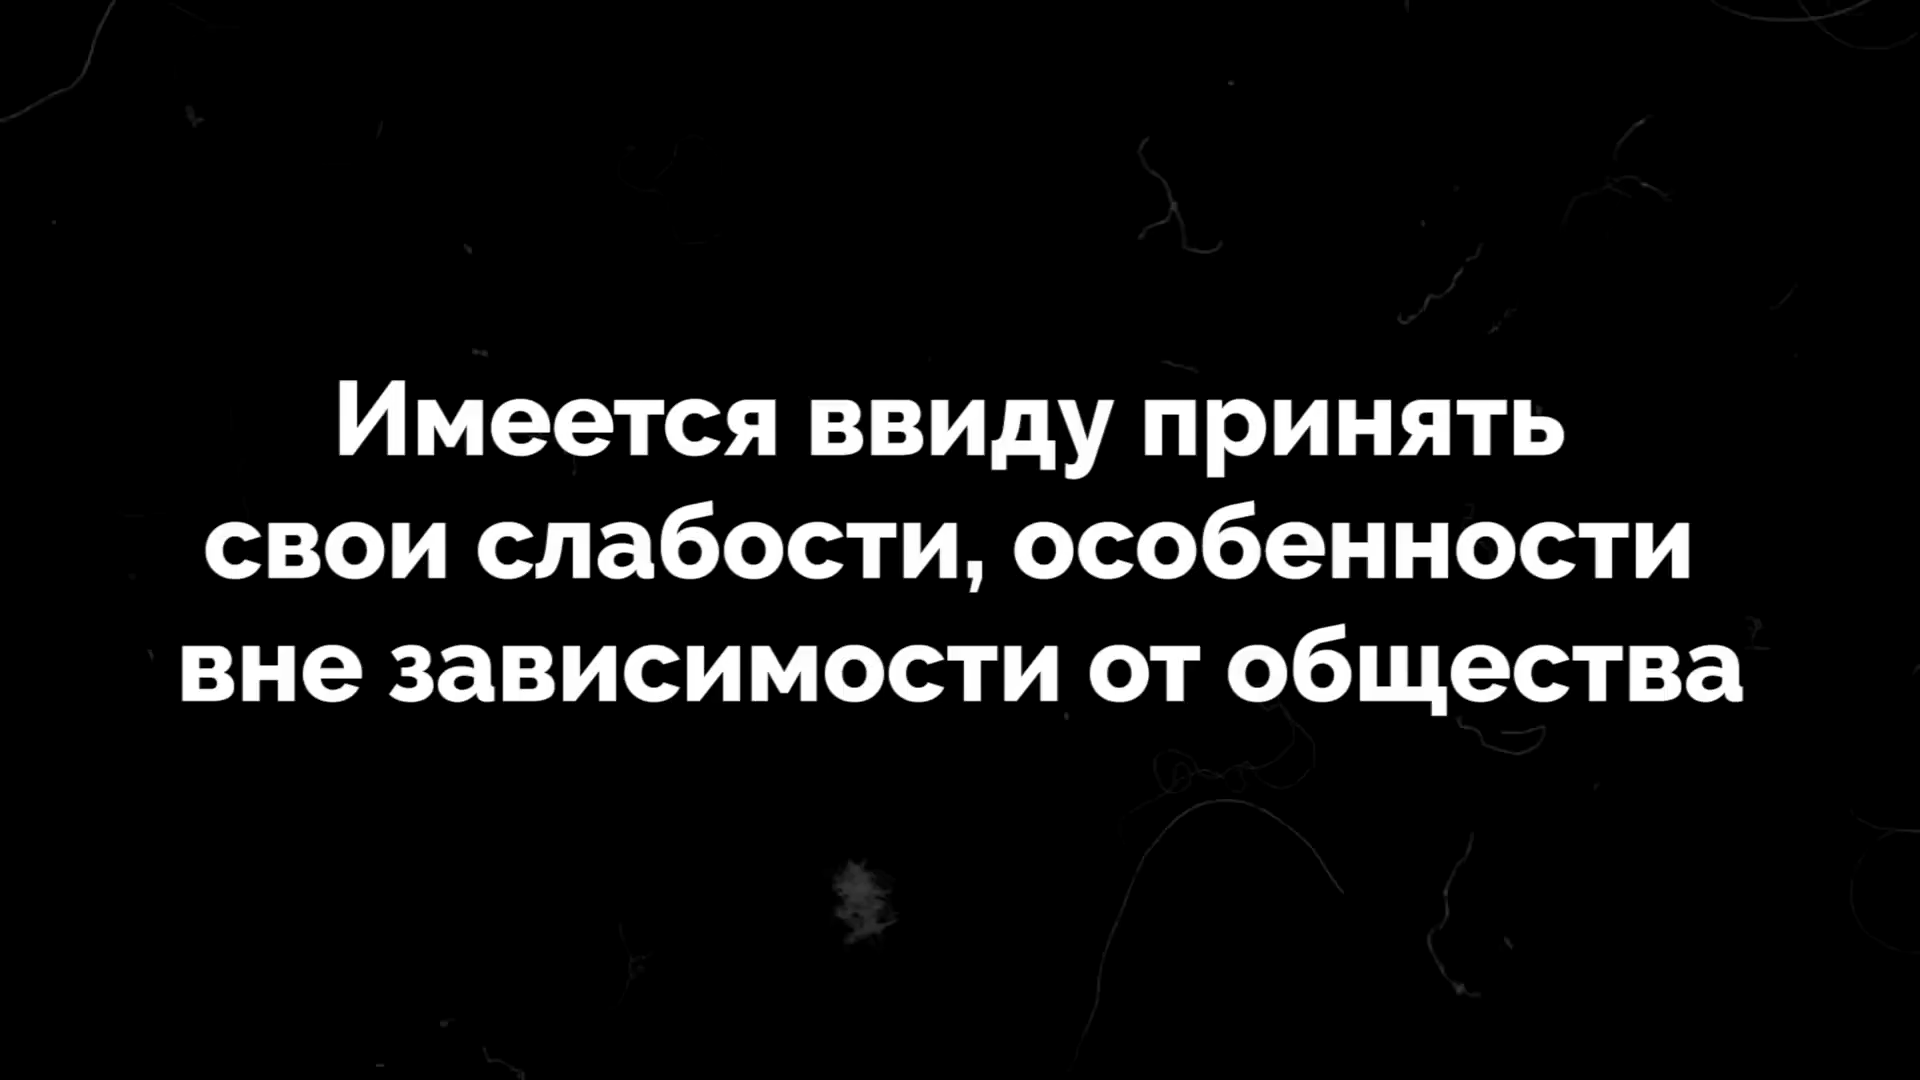 Имеется ввиду принять
свои слабости, особенности
вне зависимости от общества